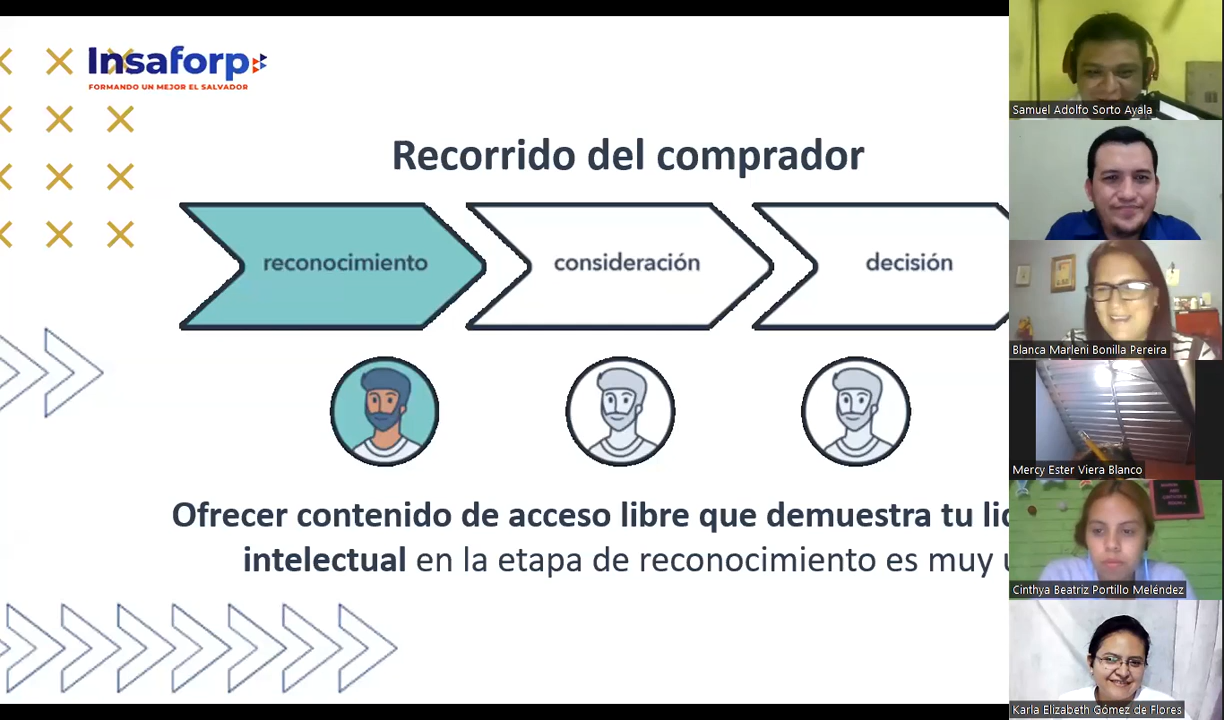 Insaforp
FORMANDO UN MEJOR EL SALVADOR
Recorrido del comprador
reconocimiento
consideración
decisión
Ofrecer contenido de acceso libre que demuestra tu
intelectual en la etapa de reconocimiento es muy
Samuel Adolfo Sorto Ayala
Blanca Marleni Bonilla Pereira
Mercy Ester Viera Blanco
Cinthya Beatriz Portillo Meléndez
Karla Elizabeth Gómez de Flores